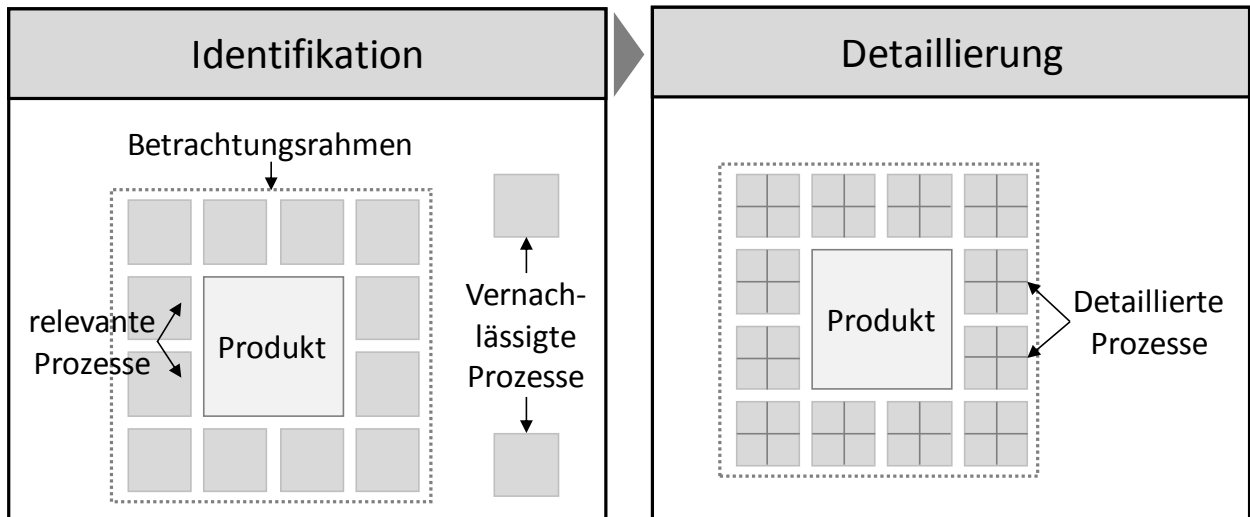 Identifikation
Betrachtungsrahmen
relevante
Prozesse
Produkt
Vernach-
lässigte
Prozesse
Detaillierung
Produkt
Detaillierte
Prozesse